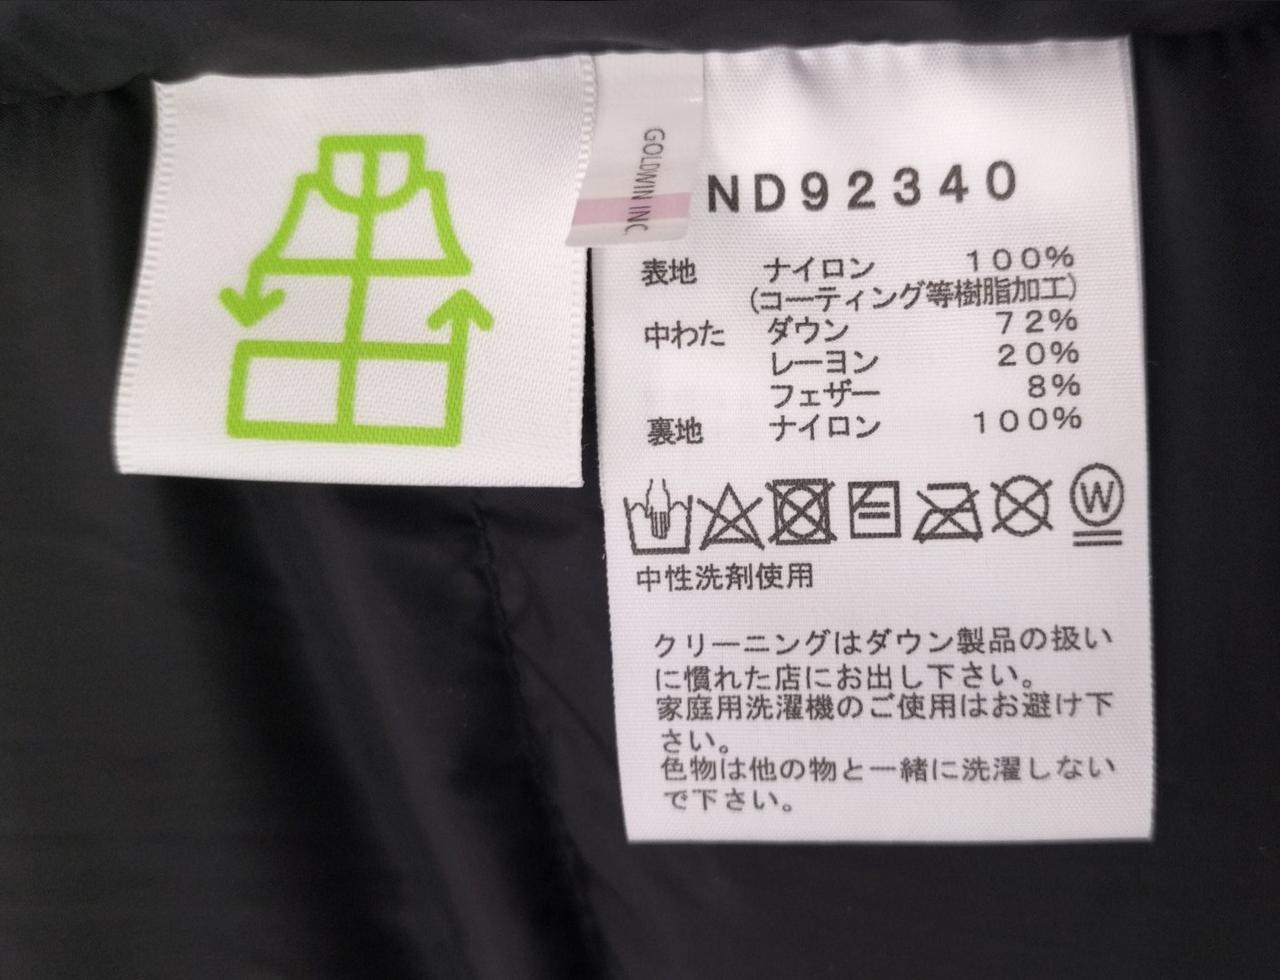 GOLDWIN INC.
ND92340
表地 ナイロン 100%
(コーティング等樹脂加工)
中わた ダウン 72%
レーヨン 20%
フェザー 8%
裏地 ナイロン 100%
W
中性洗剤使用
クリーニングはダウン製品の扱い
に慣れた店にお出し下さい。
家庭用洗濯機のご使用はお避け下
さい。
色物は他の物と一緒に洗濯しない
で下さい。